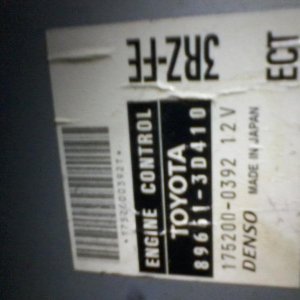 3RZ-FE ECT
ENGINE CONTROL
TOYOTA
89661-3D410
175200-0392 12V
DENSO MADE IN JAPAN